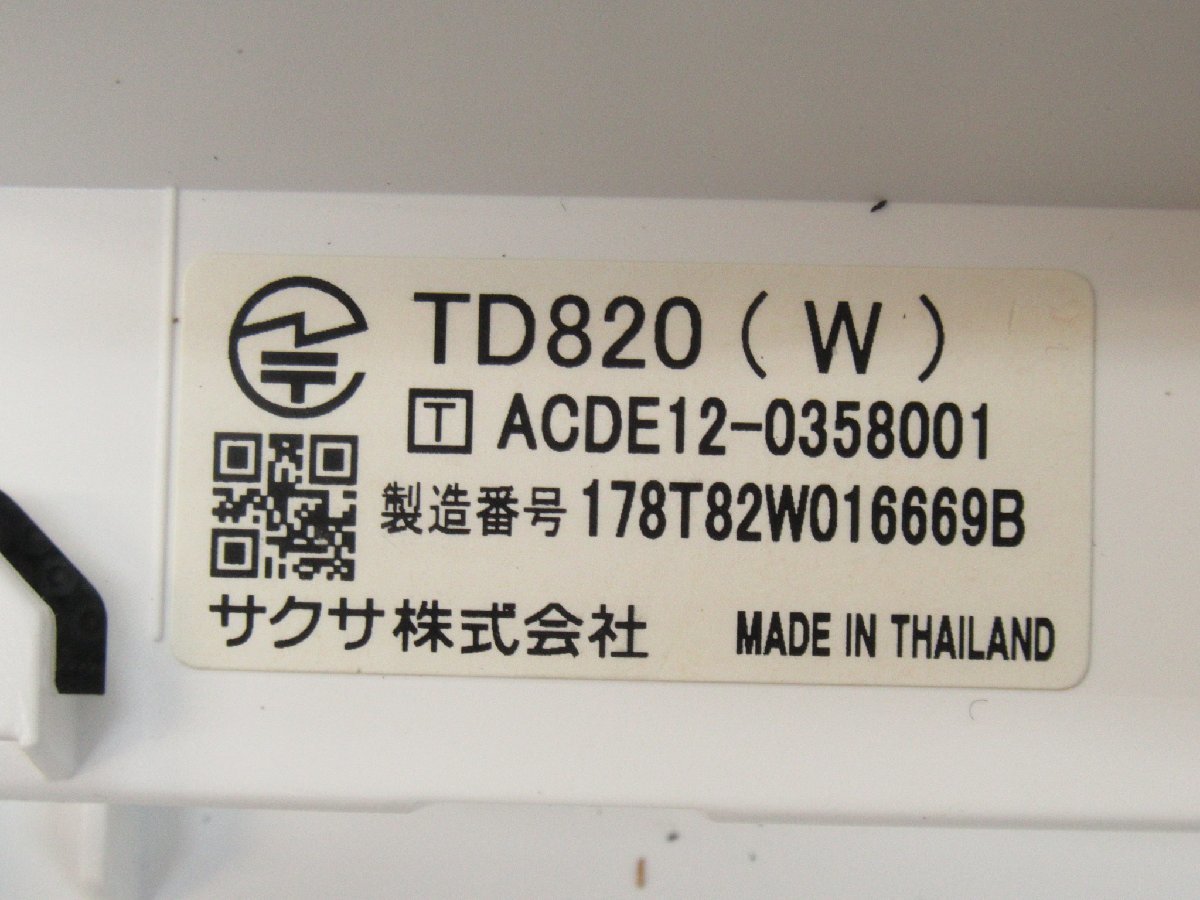 TD820(W)
T ACDE12-0358001
製造番号 178T82W016669B
サクサ株式会社 MADE IN THAILAND